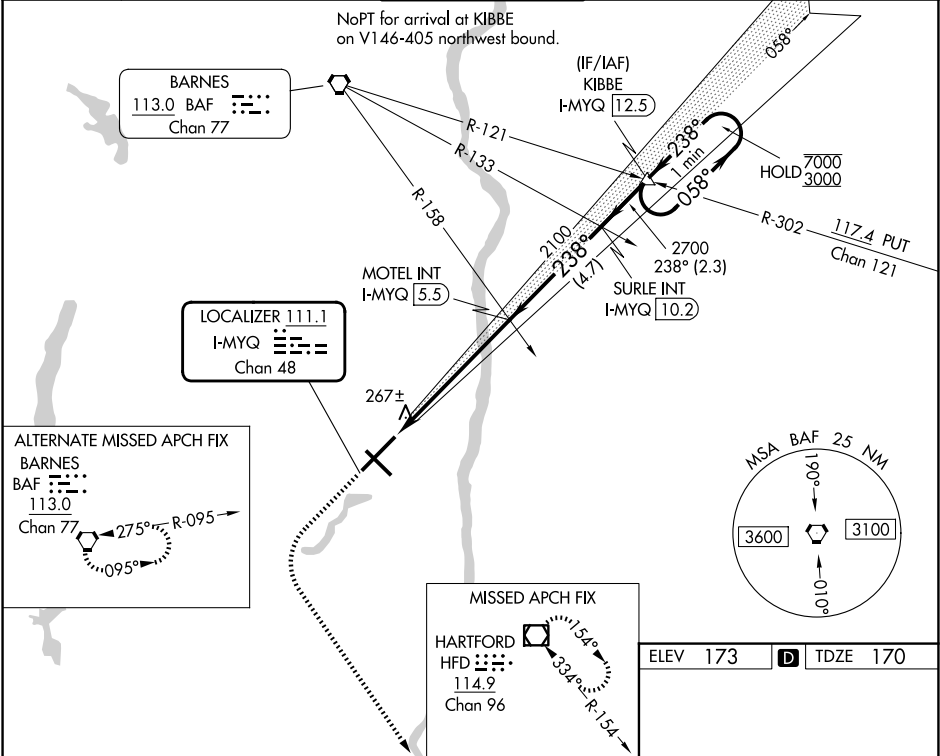 NoPT for arrival at KIBBE
on V146-405 northwest bound.
BARNES
113.0 BAF
Chan 77
(IF/IAF)
KIBBE
I-MYQ 12.5
058°
R-121
R-133
R-158
238°
1 min
058°
HOLD 7000
3000
R-302
117.4 PUT
Chan 121
2100
238°
(4.7)
2700
238° (2.3)
SURLE INT
I-MYQ 10.2
MOTEL INT
I-MYQ 5.5
LOCALIZER 111.1
I-MYQ
Chan 48
267±
ALTERNATE MISSED APCH FIX
BARNES
BAF
113.0
Chan 77
275°
R-095
095°
MSA BAF 25 NM
190°
3600
3100
010°
MISSED APCH FIX
HARTFORD
HFD
114.9
Chan 96
154°
334°
R-154
ELEV 173 D TDZE 170